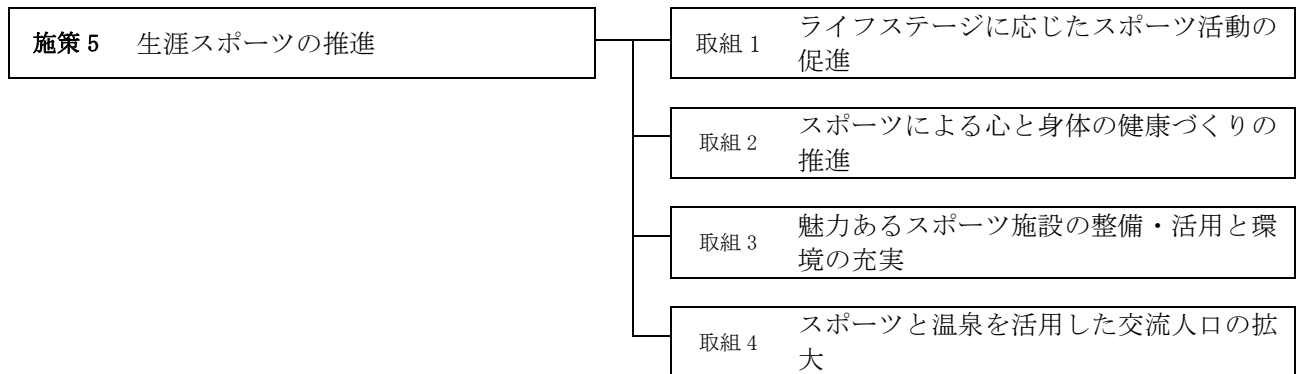 施策5 生涯スポーツの推進
取組1 ライフステージに応じたスポーツ活動の
促進
取組2 スポーツによる心と身体の健康づくりの
推進
取組3 魅力あるスポーツ施設の整備・活用と環
境の充実
取組4 スポーツと温泉を活用した交流人口の拡
大